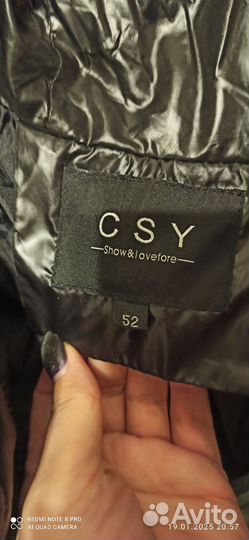 CSY
Show&lovefore
52
REDMI NOTE 8 PRO
AI QUAD CAMERA
19.01.2025 20:57
Avito